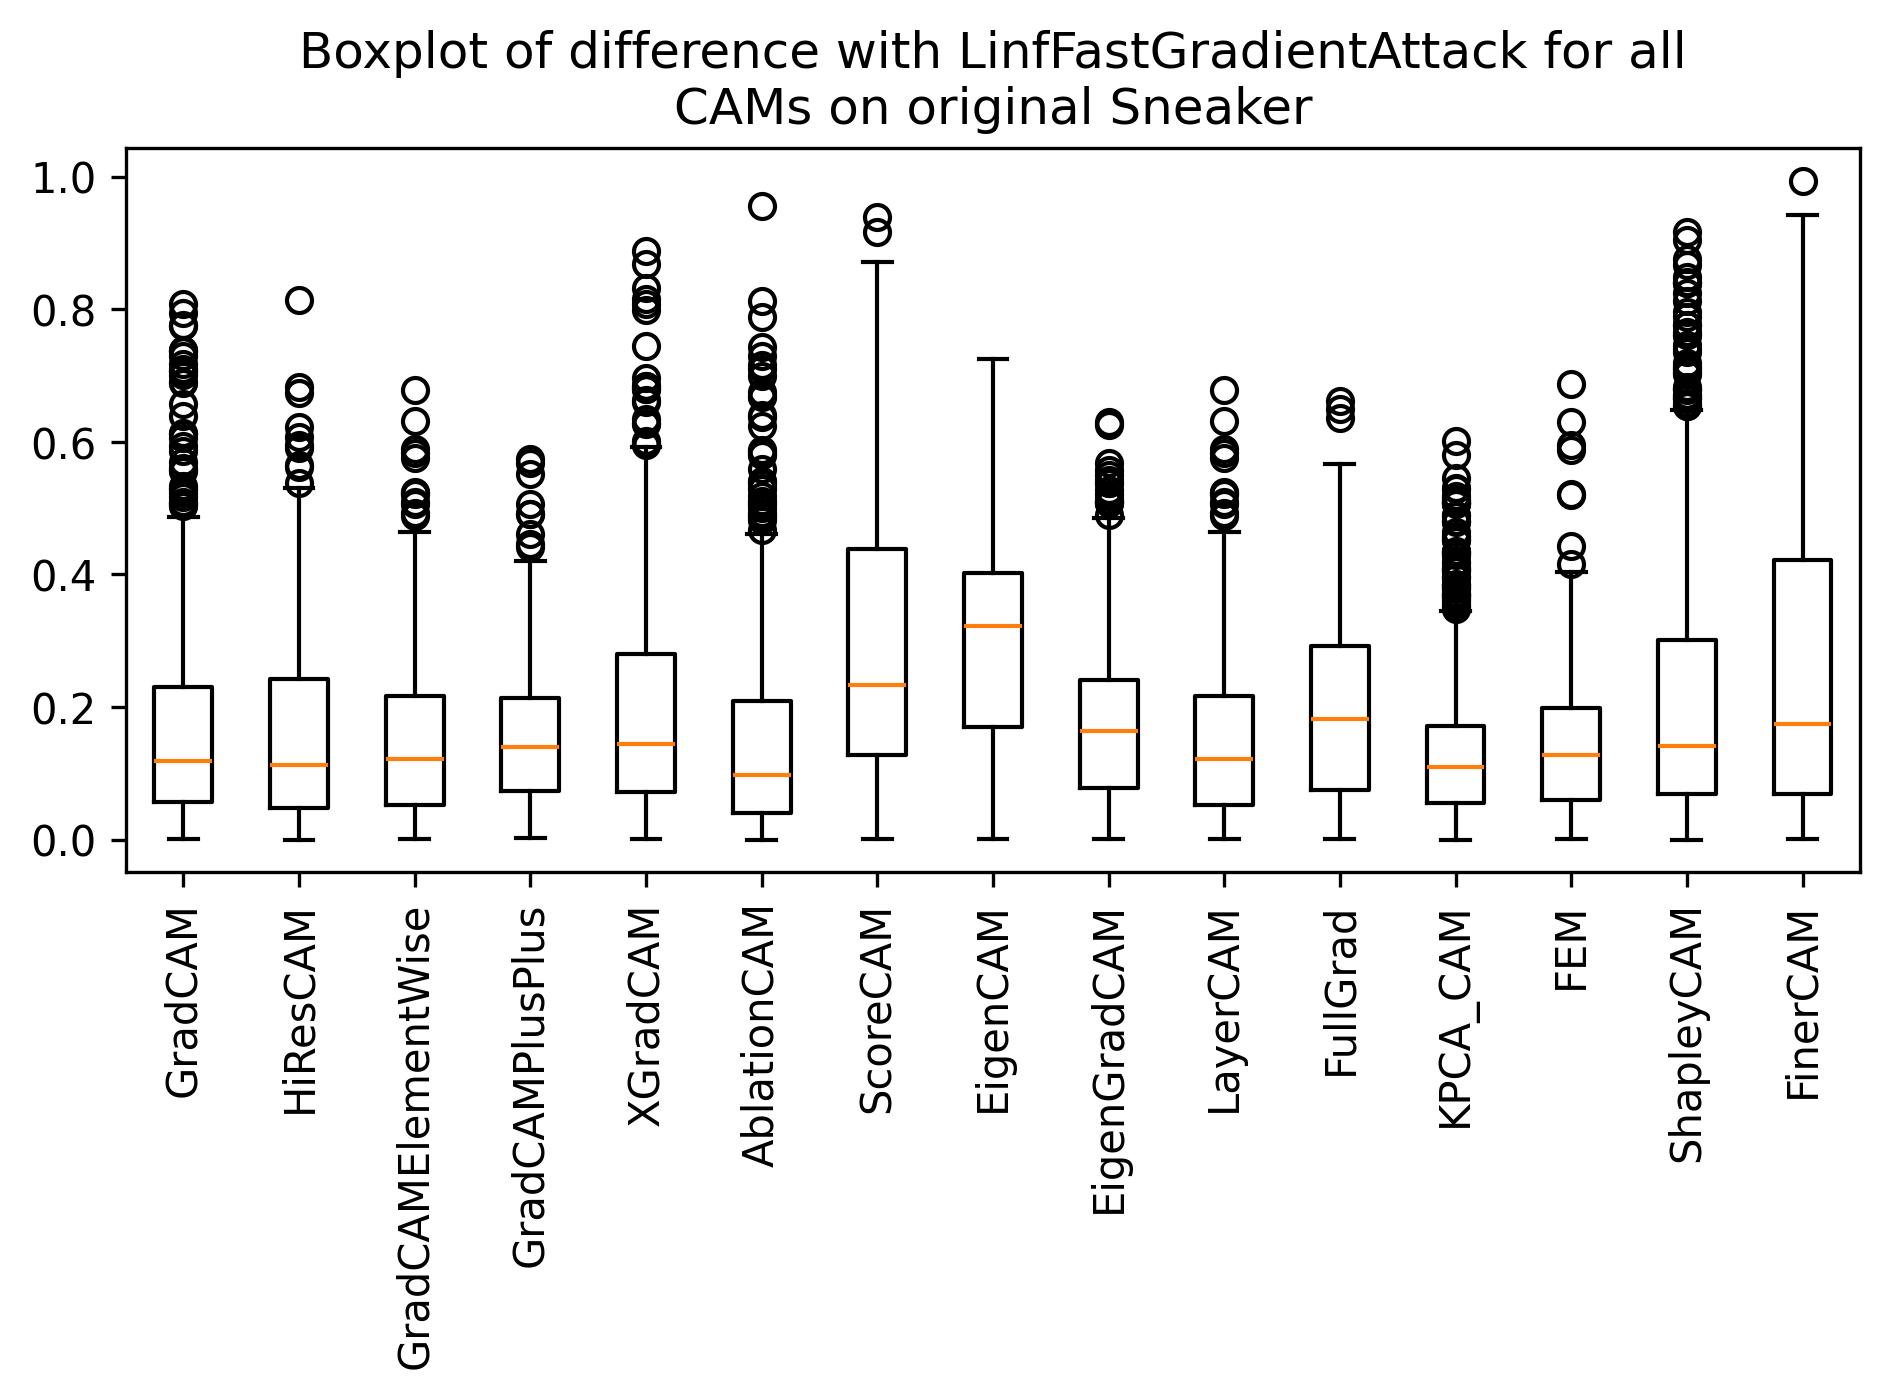 Boxplot of difference with LinfFastGradientAttack for all
CAMs on original Sneaker
1.0
0.8
0.6
0.4
0.2
0.0
GradCAM
HiResCAM
GradCAMElementWise
GradCAMPlusPlus
XGradCAM
AblationCAM
ScoreCAM
EigenCAM
EigenGradCAM
LayerCAM
FullGrad
KPCA_CAM
FEM
ShapleyCAM
FinerCAM